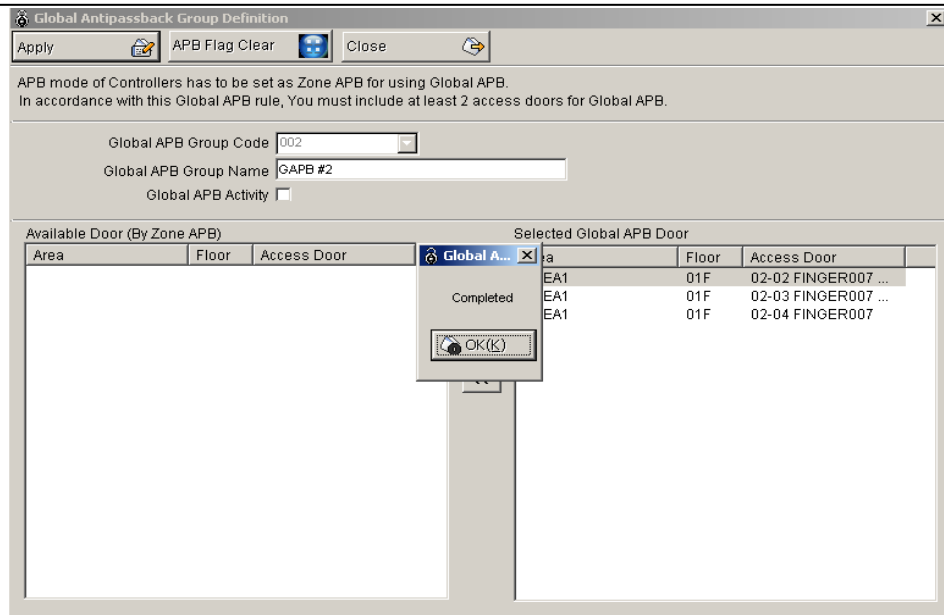 Global Antipassback Group Definition
Apply APB Flag Clear Close
APB mode of Controllers has to be set as Zone APB for using Global APB.
In accordance with this Global APB rule, You must include at least 2 access doors for Global APB.
Global APB Group Code 002
Global APB Group Name GAPB #2
Global APB Activity
Available Door (By Zone APB) Selected Global APB Door
Area Floor Access Door Global A... ea Floor Access Door
EA1 01F 02-02 FINGER007 ...
Completed EA1 01F 02-03 FINGER007 ...
EA1 01F 02-04 FINGER007
OK(K)